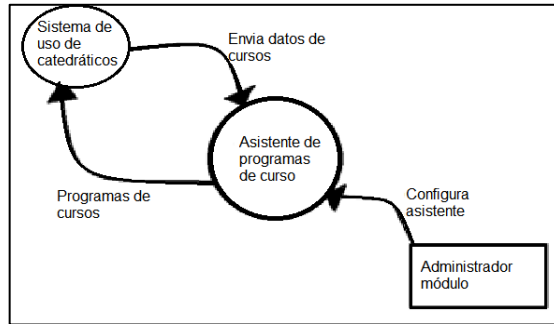 Sistema de
uso de
catedráticos
Envia datos de
cursos
Asistente de
programas
de curso
Programas de
cursos
Configura
asistente
Administrador
módulo